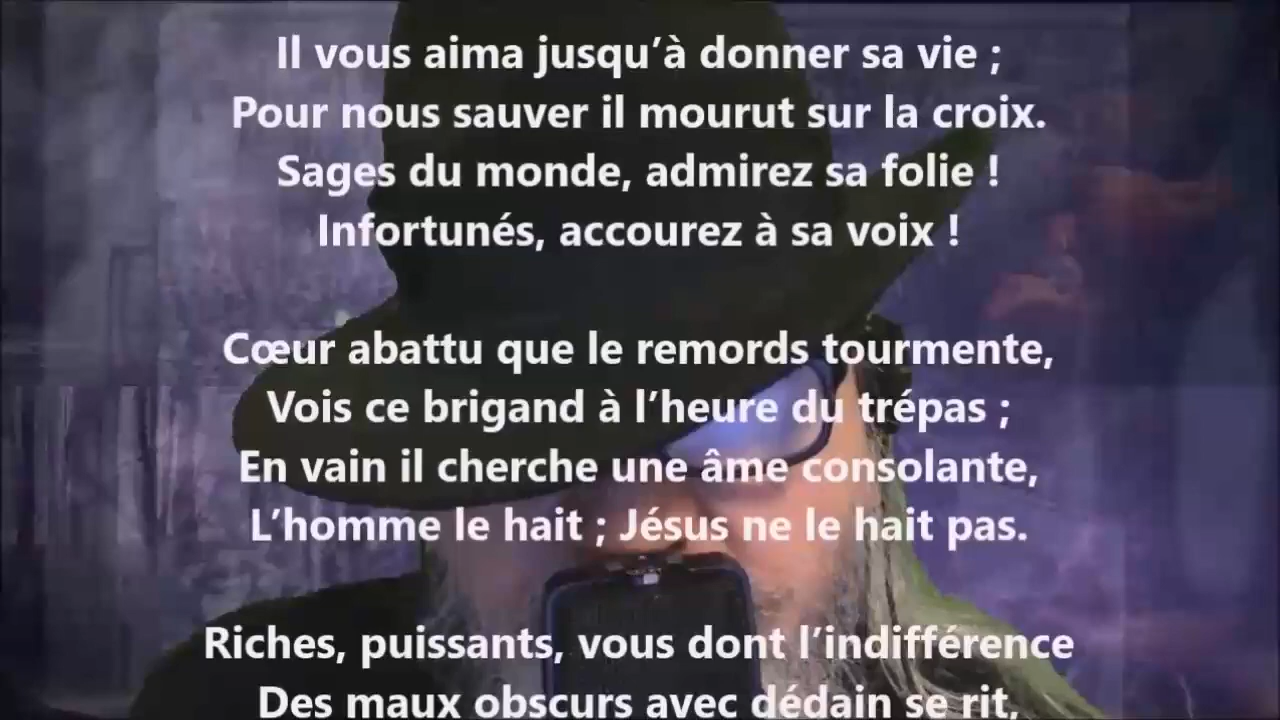 Il vous aima jusqu’à donner sa vie ;
Pour nous sauver il mourut sur la croix.
Sages du monde, admirez sa folie !
Infortunés, accourez à sa voix !
Cœur abattu que le remords tourmente,
Vois ce brigand à l’heure du trépas ;
En vain il cherche une âme consolante,
L’homme le hait ; Jésus ne le hait pas.
Riches, puissants, vous dont l’indifférence
Des maux obscurs avec dédain se rit,